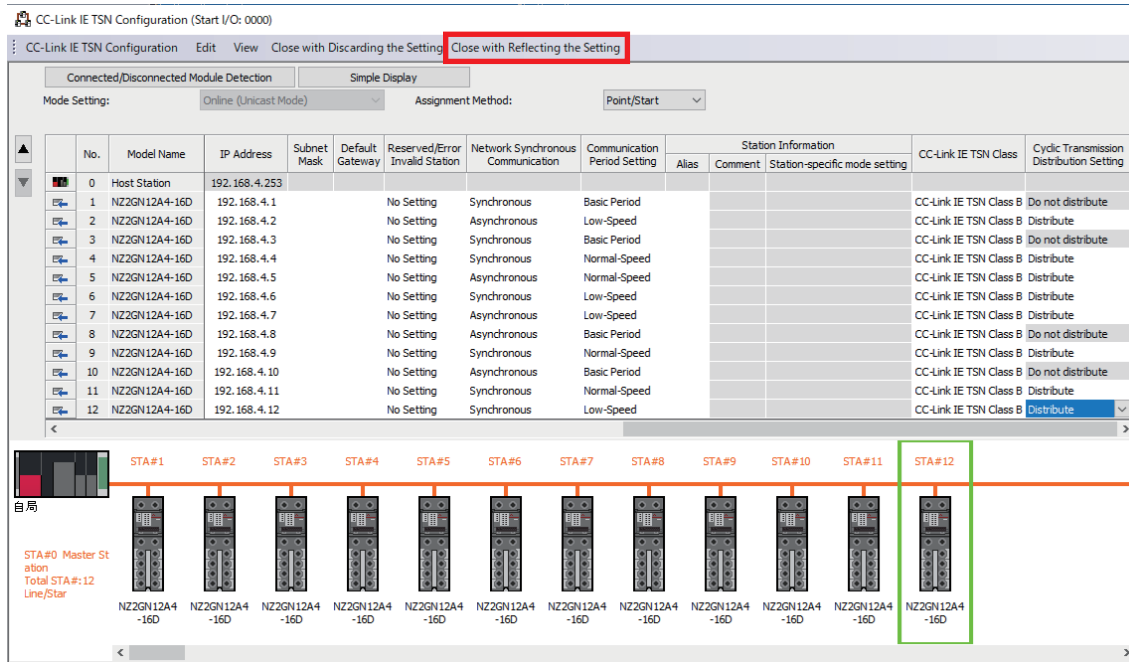 CC-Link IE TSN Configuration (Start I/O: 0000)
CC-Link IE TSN Configuration Edit View Close with Discarding the Setting Close with Reflecting the Setting
Connected/Disconnected Module Detection Simple Display
Mode Setting: Online (Unicast Mode) Assignment Method: Point/Start
No. Model Name IP Address Subnet Mask Default Gateway Reserved/Error Invalid Station Network Synchronous Communication Communication Period Setting Station Information Alias Comment Station-specific mode setting CC-Link IE TSN Class Cyclic Transmission Distribution Setting
0 Host Station 192.168.4.253
1 NZ2GN12A4-16D 192.168.4.1 No Setting Synchronous Basic Period CC-Link IE TSN Class B Do not distribute
2 NZ2GN12A4-16D 192.168.4.2 No Setting Asynchronous Low-Speed CC-Link IE TSN Class B Distribute
3 NZ2GN12A4-16D 192.168.4.3 No Setting Synchronous Basic Period CC-Link IE TSN Class B Do not distribute
4 NZ2GN12A4-16D 192.168.4.4 No Setting Synchronous Normal-Speed CC-Link IE TSN Class B Distribute
5 NZ2GN12A4-16D 192.168.4.5 No Setting Asynchronous Normal-Speed CC-Link IE TSN Class B Distribute
6 NZ2GN12A4-16D 192.168.4.6 No Setting Synchronous Low-Speed CC-Link IE TSN Class B Distribute
7 NZ2GN12A4-16D 192.168.4.7 No Setting Asynchronous Low-Speed CC-Link IE TSN Class B Distribute
8 NZ2GN12A4-16D 192.168.4.8 No Setting Asynchronous Basic Period CC-Link IE TSN Class B Do not distribute
9 NZ2GN12A4-16D 192.168.4.9 No Setting Synchronous Normal-Speed CC-Link IE TSN Class B Distribute
10 NZ2GN12A4-16D 192.168.4.10 No Setting Asynchronous Basic Period CC-Link IE TSN Class B Do not distribute
11 NZ2GN12A4-16D 192.168.4.11 No Setting Synchronous Normal-Speed CC-Link IE TSN Class B Distribute
12 NZ2GN12A4-16D 192.168.4.12 No Setting Synchronous Low-Speed CC-Link IE TSN Class B Distribute
STA#1 STA#2 STA#3 STA#4 STA#5 STA#6 STA#7 STA#8 STA#9 STA#10 STA#11 STA#12
自局
STA#0 Master St
ation
Total STA#:12
Line/Star
NZ2GN12A4 NZ2GN12A4 NZ2GN12A4 NZ2GN12A4 NZ2GN12A4 NZ2GN12A4 NZ2GN12A4 NZ2GN12A4 NZ2GN12A4 NZ2GN12A4 NZ2GN12A4 NZ2GN12A4
-16D -16D -16D -16D -16D -16D -16D -16D -16D -16D -16D -16D